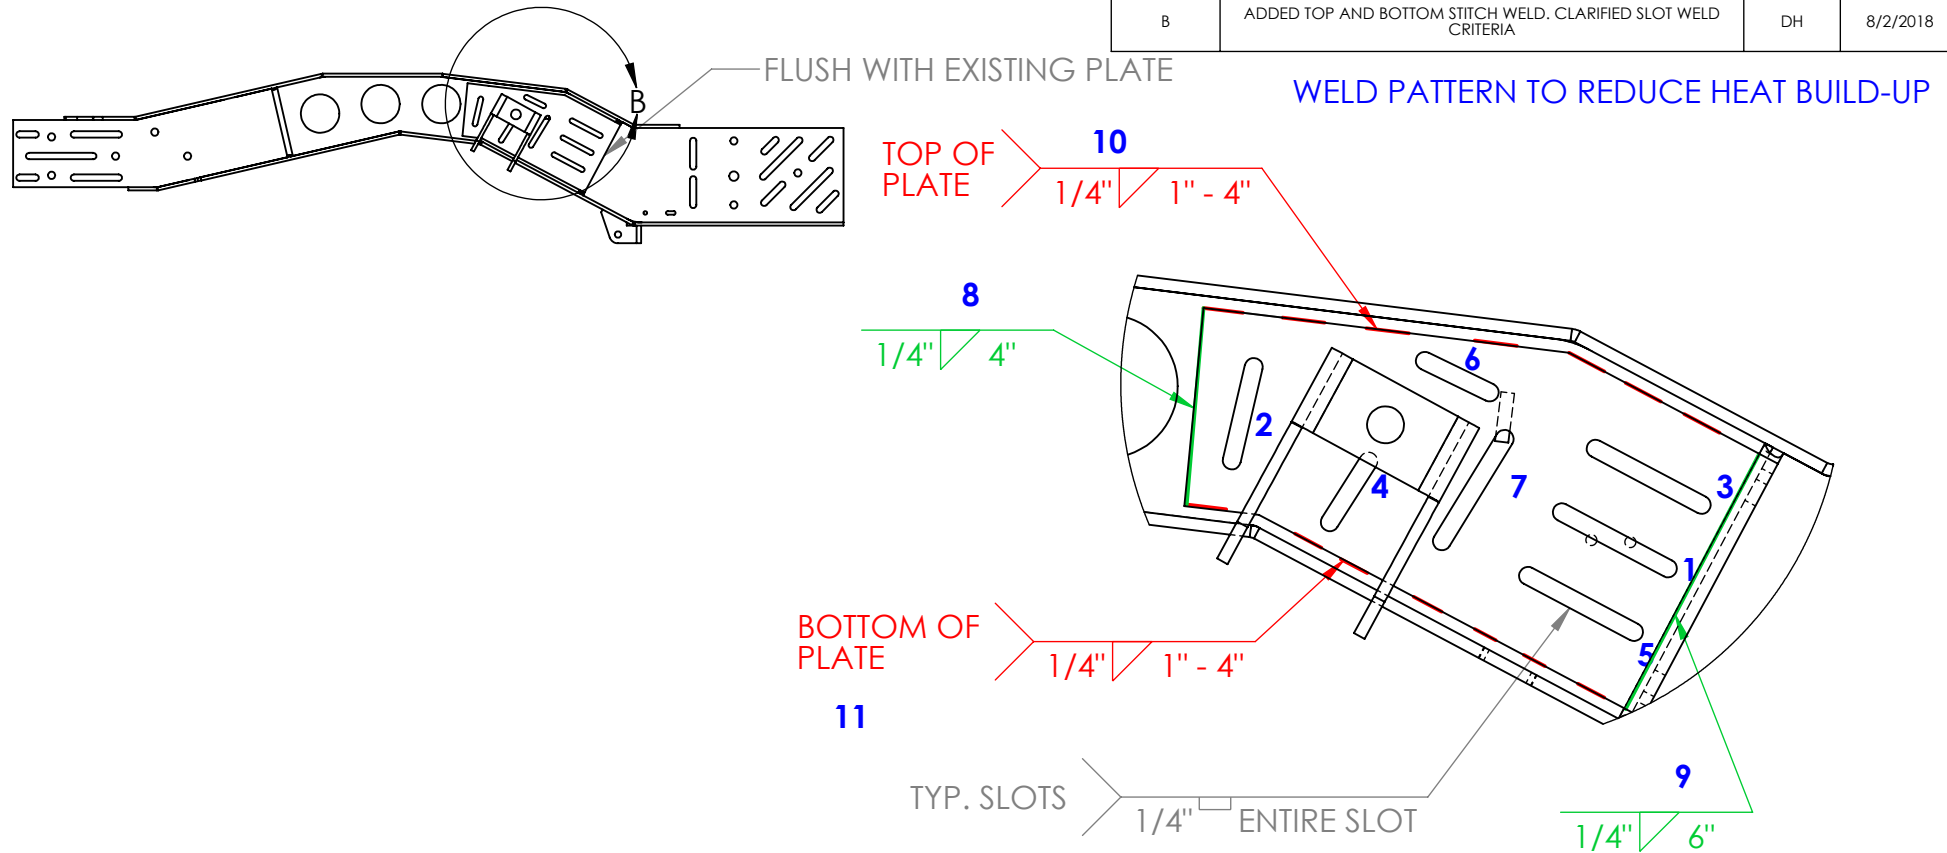 B
ADDED TOP AND BOTTOM STITCH WELD. CLARIFIED SLOT WELD
CRITERIA
DH
8/2/2018
FLUSH WITH EXISTING PLATE
WELD PATTERN TO REDUCE HEAT BUILD-UP
B
TOP OF
PLATE
10
1/4" 1" - 4"
8
1/4" 4"
6
2
4
7
3
1
5
BOTTOM OF
PLATE
1/4" 1" - 4"
11
9
TYP. SLOTS
1/4" ENTIRE SLOT
1/4" 6"